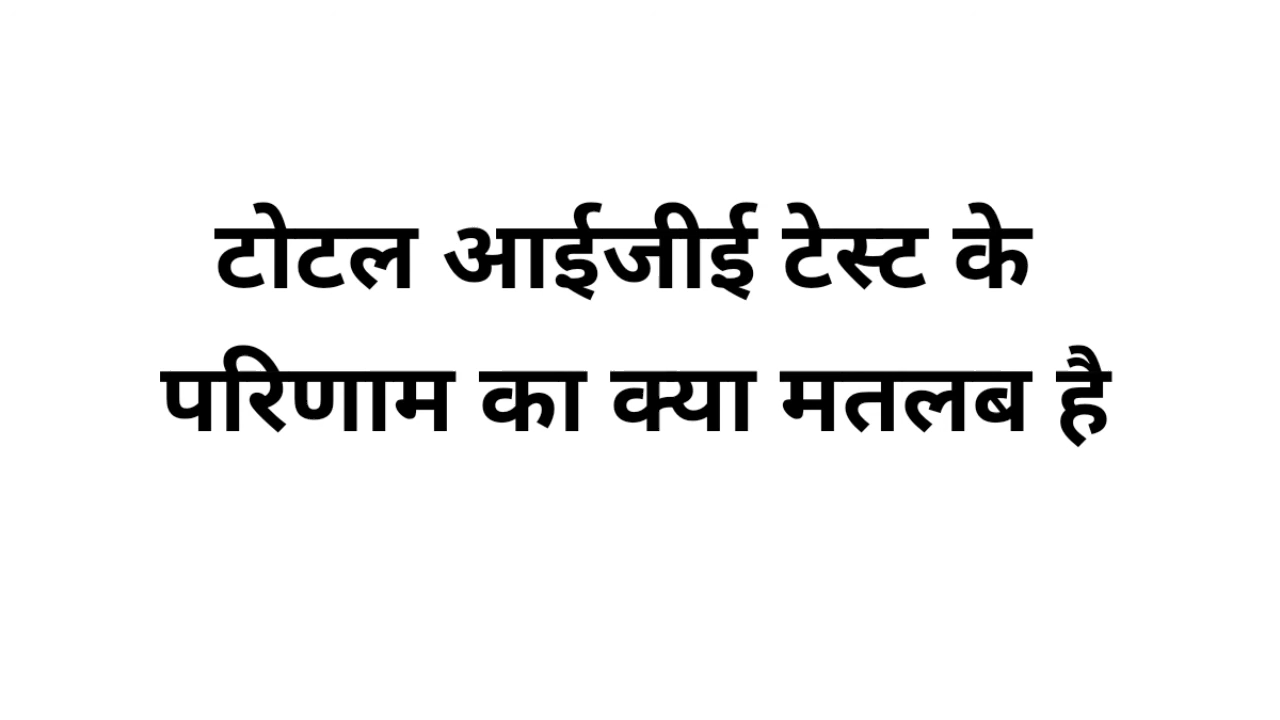 टोटल आईजीई टेस्ट के
परिणाम का क्या मतलब है